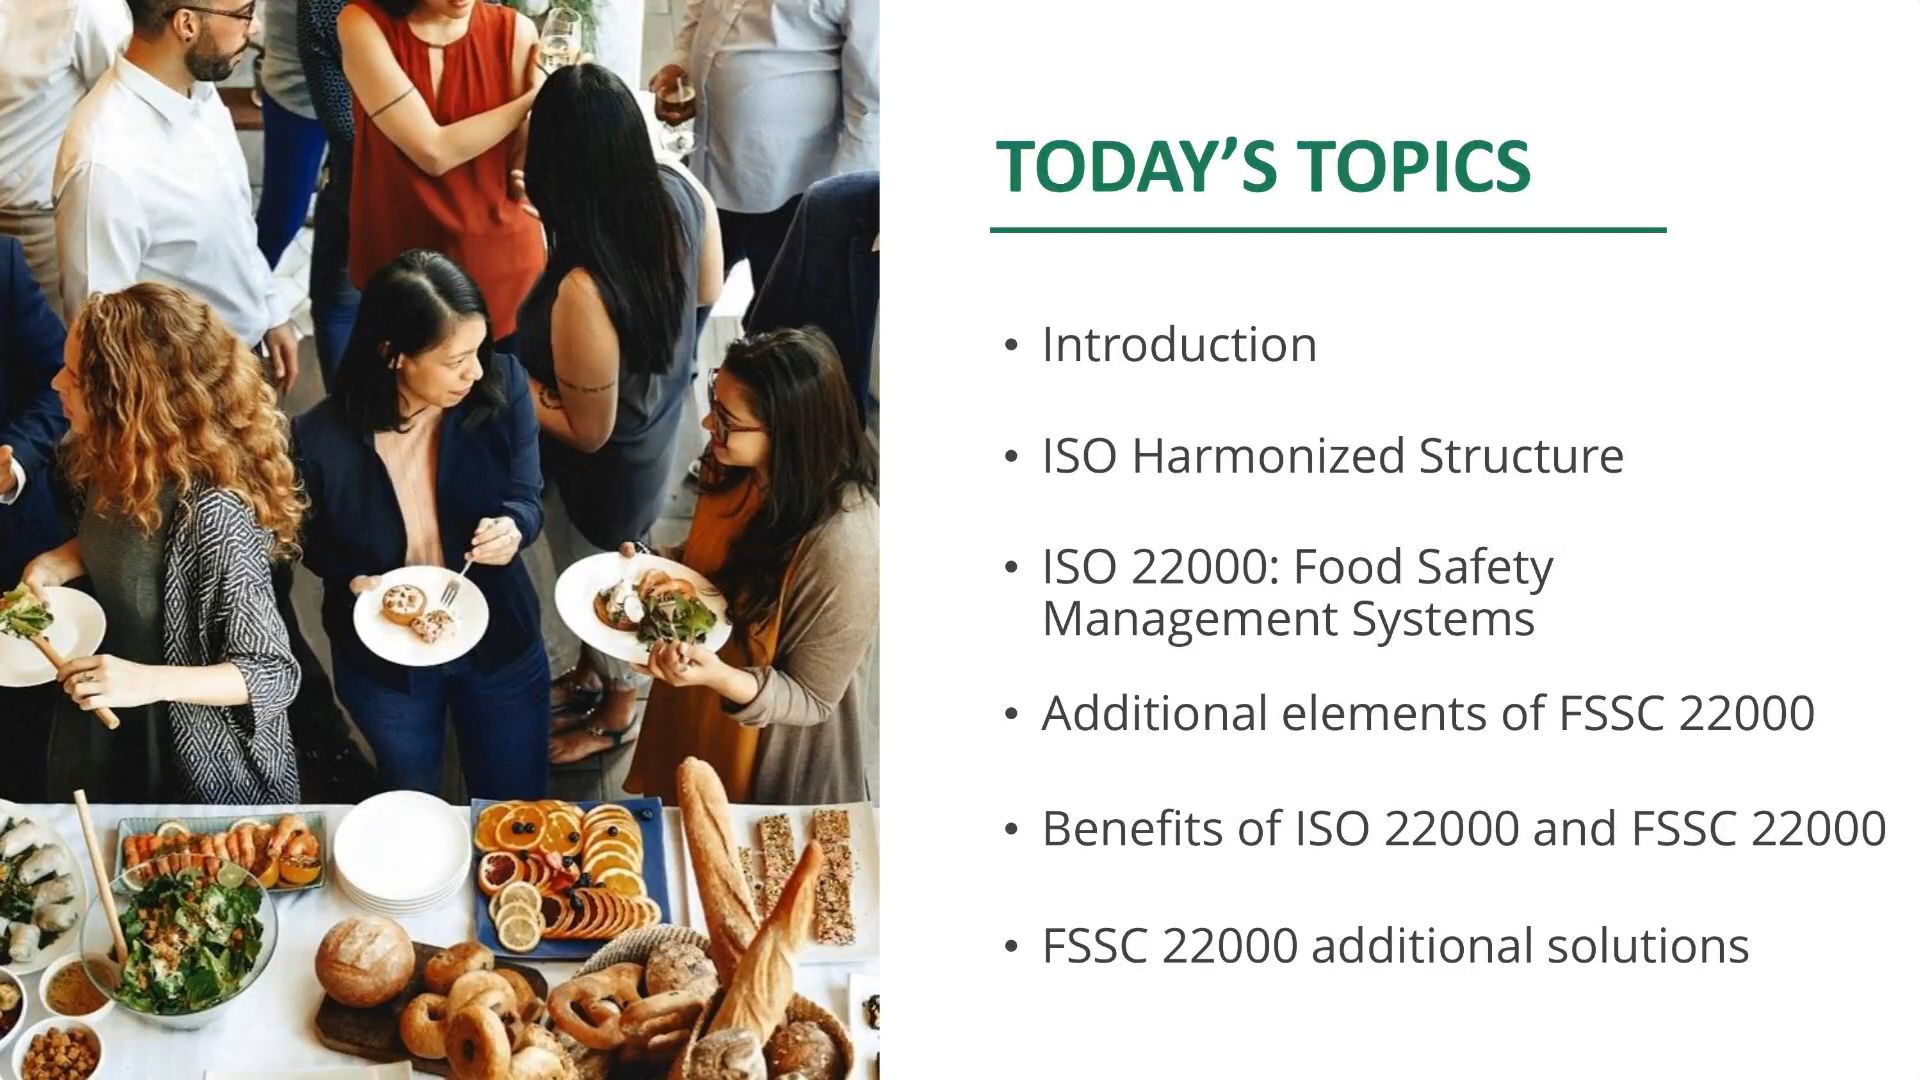 TODAY’S TOPICS
• Introduction
• ISO Harmonized Structure
• ISO 22000: Food Safety
Management Systems
• Additional elements of FSSC 22000
• Benefits of ISO 22000 and FSSC 22000
• FSSC 22000 additional solutions